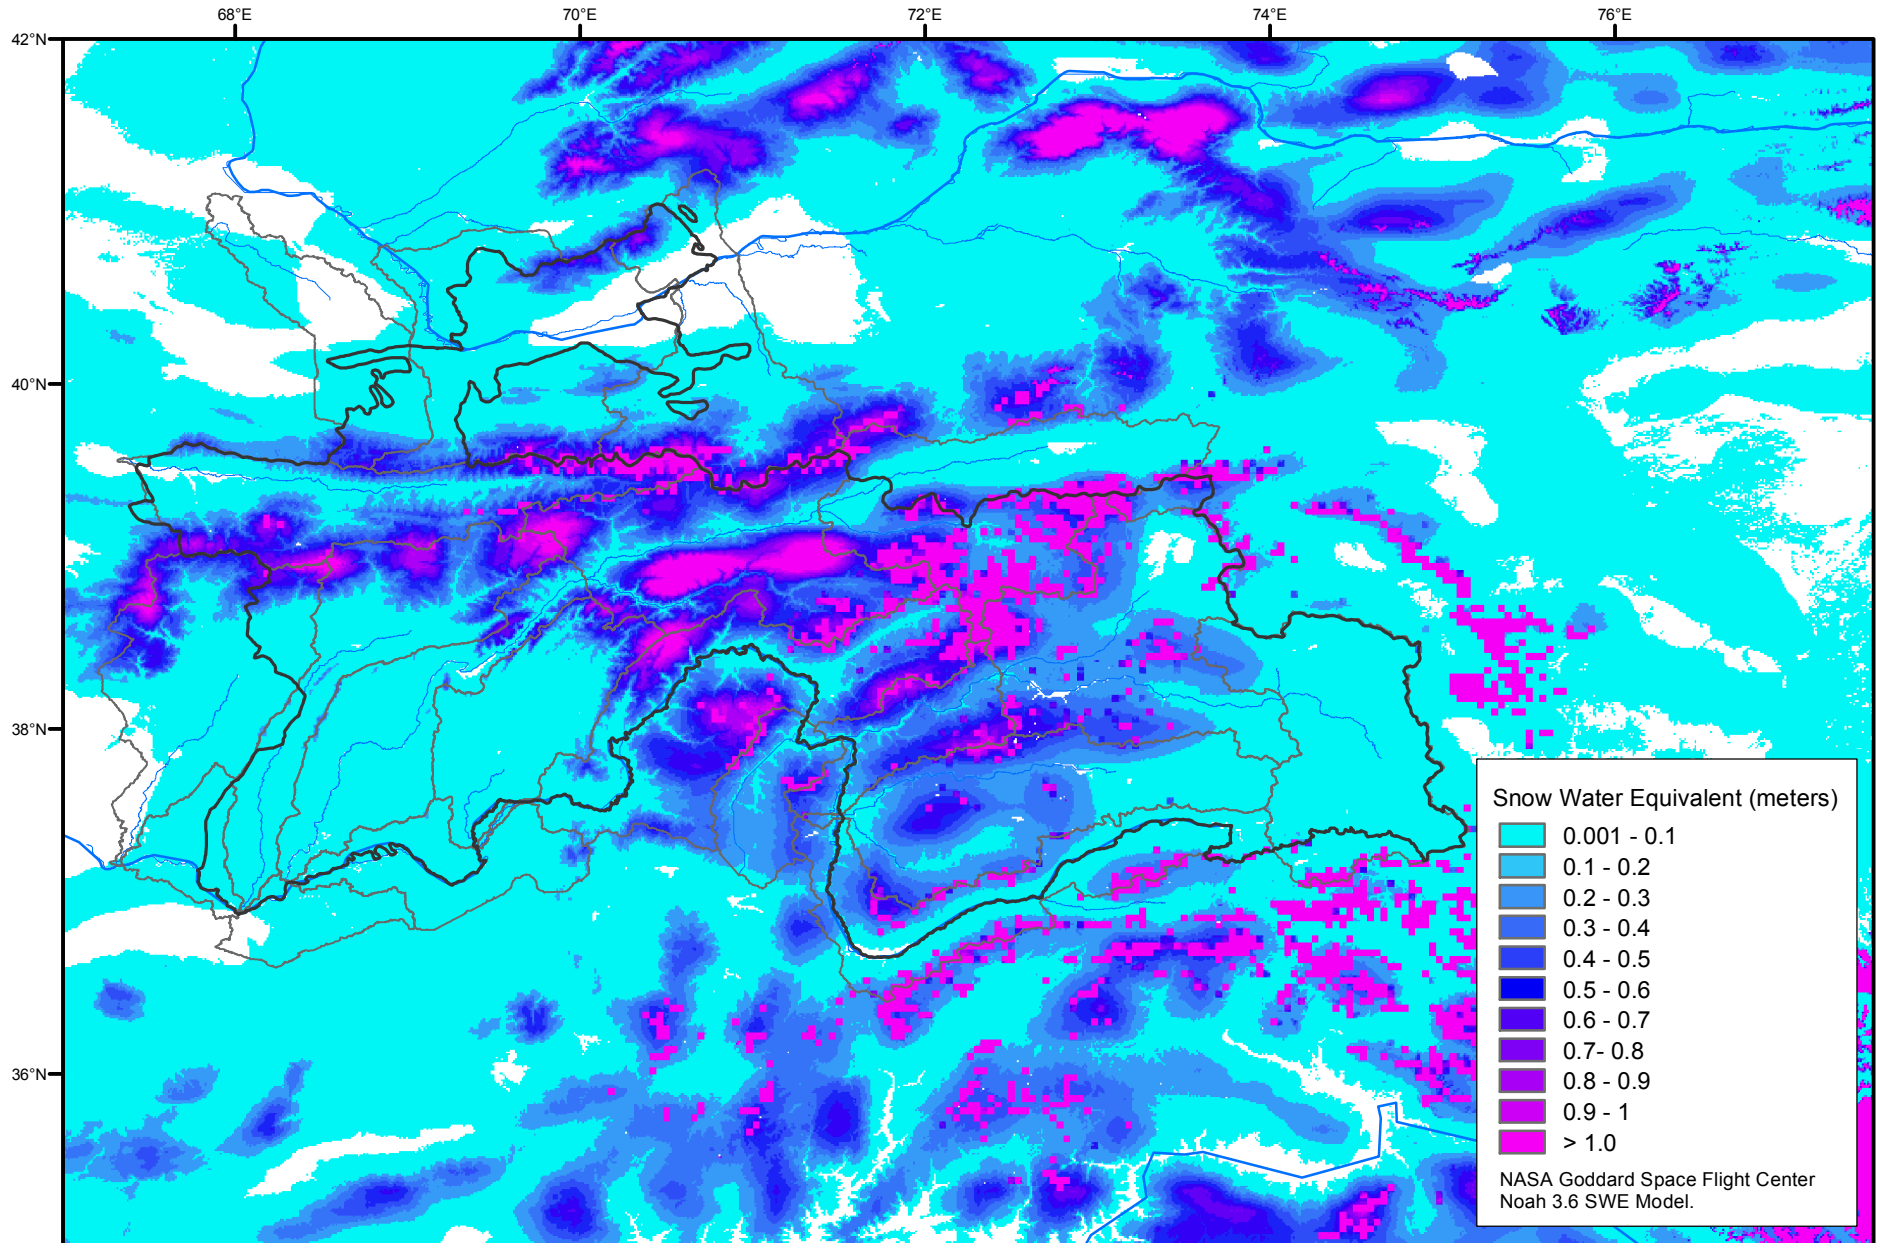 68°E 70°E 72°E 74°E 76°E
42°N
40°N
38°N
36°N
Snow Water Equivalent (meters)
0.001 - 0.1
0.1 - 0.2
0.2 - 0.3
0.3 - 0.4
0.4 - 0.5
0.5 - 0.6
0.6 - 0.7
0.7- 0.8
0.8 - 0.9
0.9 - 1
> 1.0
NASA Goddard Space Flight Center
Noah 3.6 SWE Model.